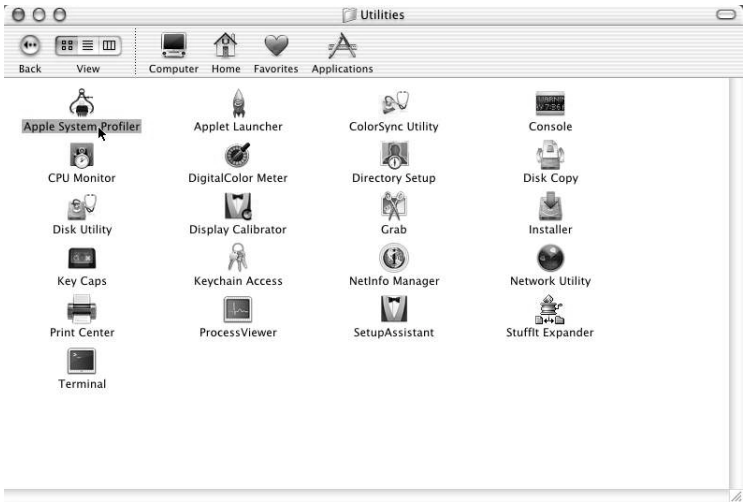 Utilities
Back View Computer Home Favorites Applications
Apple System Profiler Applet Launcher ColorSync Utility Console
CPU Monitor DigitalColor Meter Directory Setup Disk Copy
Disk Utility Display Calibrator Grab Installer
Key Caps Keychain Access NetInfo Manager Network Utility
Print Center ProcessViewer SetupAssistant StuffIt Expander
Terminal